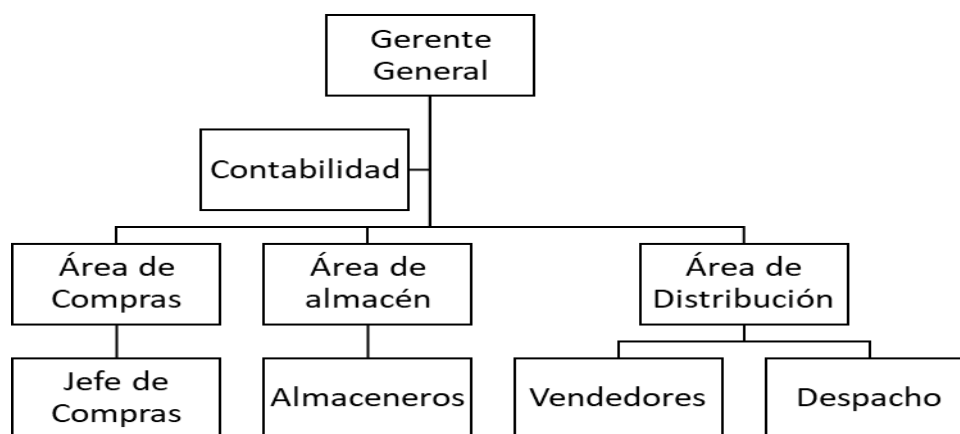 Gerente
General
Contabilidad
Área de
Compras
Área de
almacén
Área de
Distribución
Jefe de
Compras
Almaceneros
Vendedores
Despacho